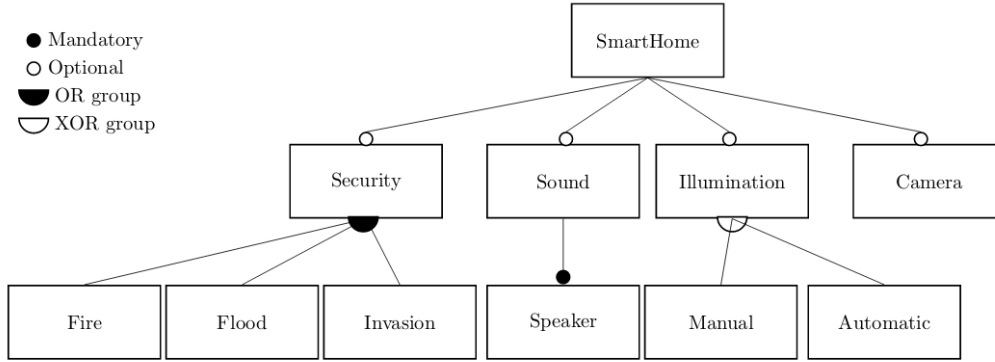 SmartHome
Mandatory
Optional
OR group
XOR group
Security
Sound
Illumination
Camera
Fire
Flood
Invasion
Speaker
Manual
Automatic